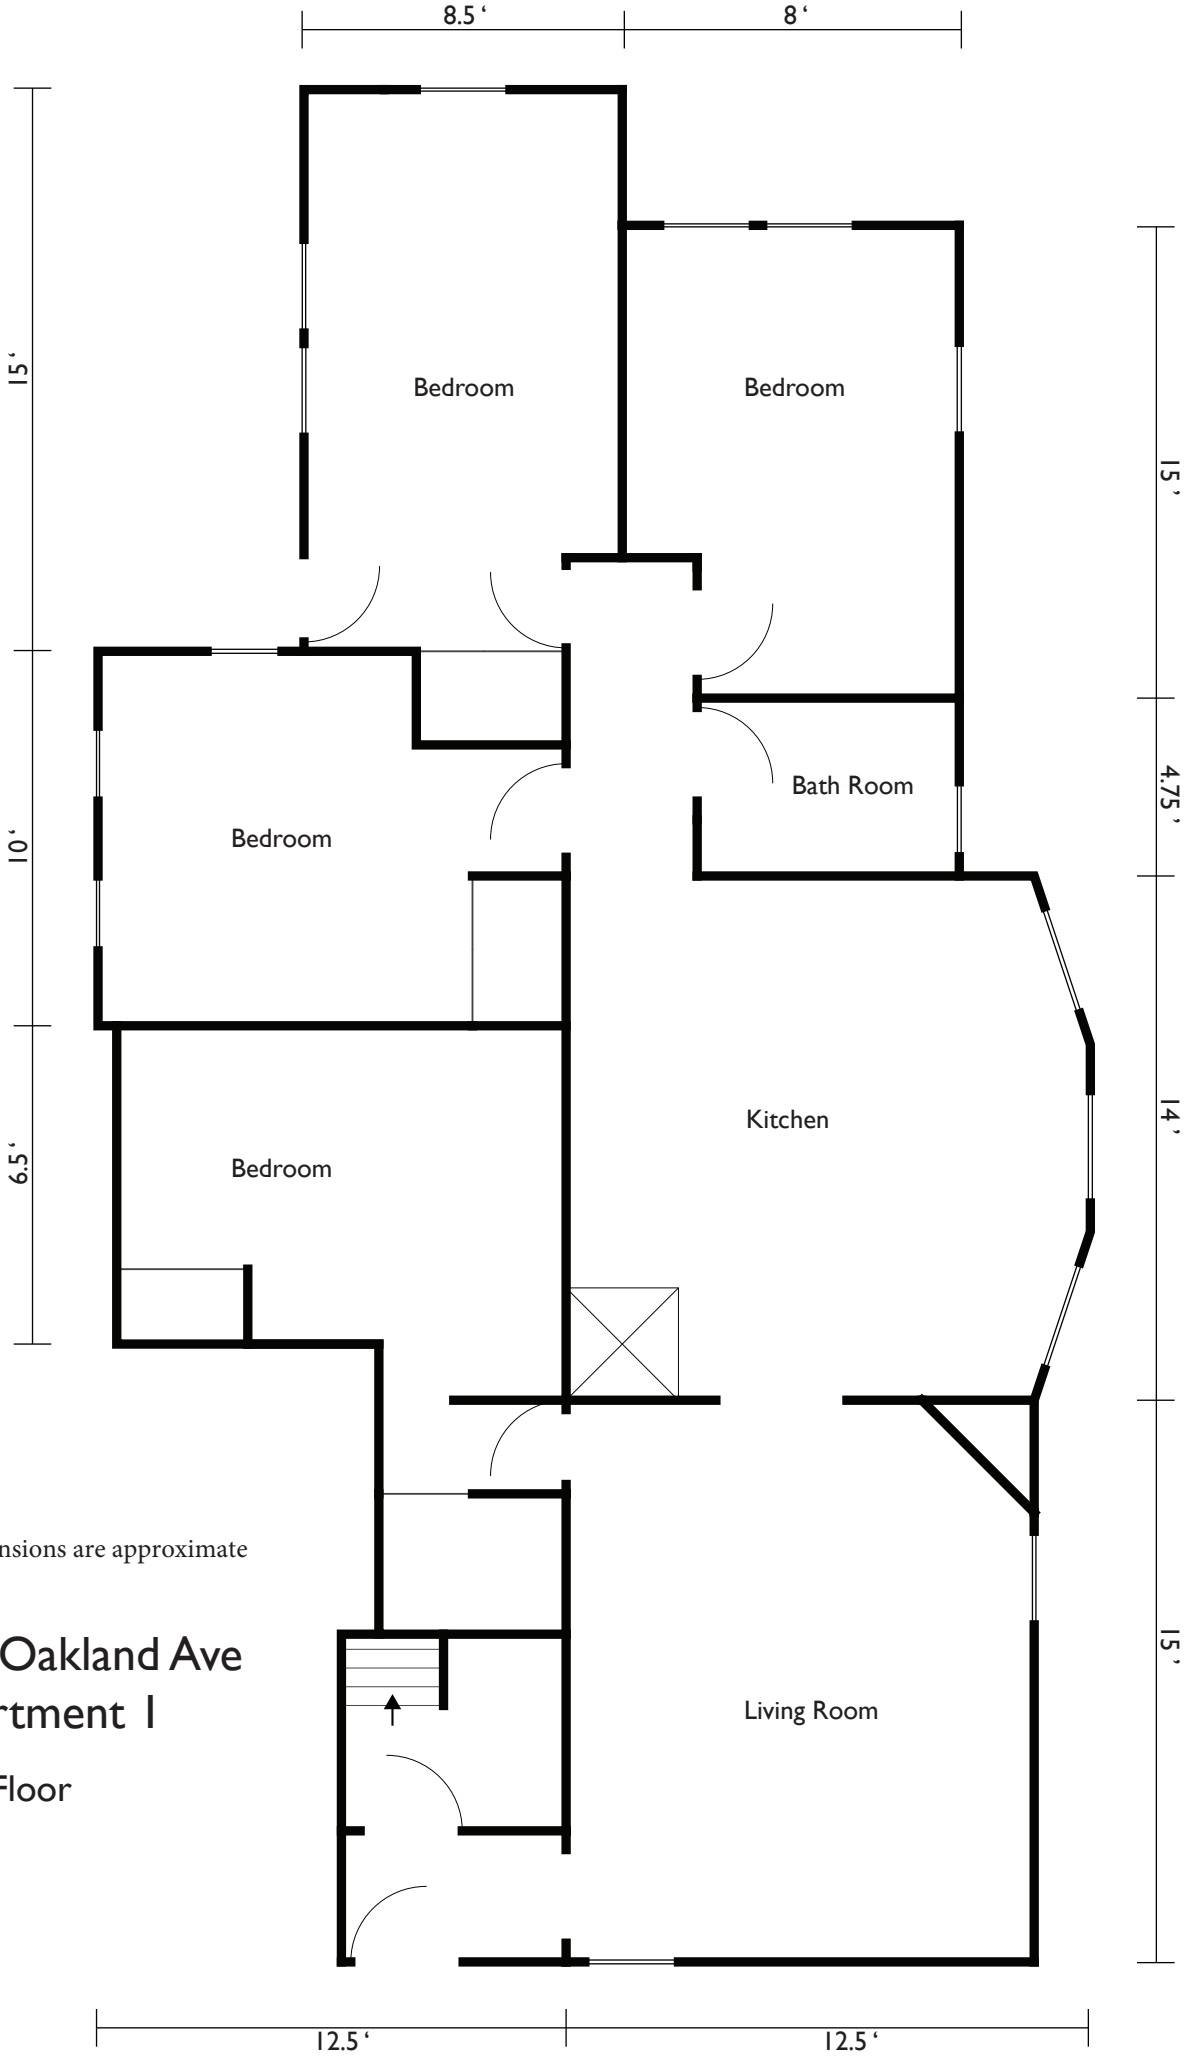 8.5 ‘
8 ‘
15 ‘
Bedroom
Bedroom
15 ’
Bath Room
4.75 ’
10 ‘
Bedroom
Kitchen
14 ’
6.5 ‘
Bedroom
nsions are approximate
Oakland Ave
rtment 1
Floor
15 ’
Living Room
12.5 ‘
12.5 ‘